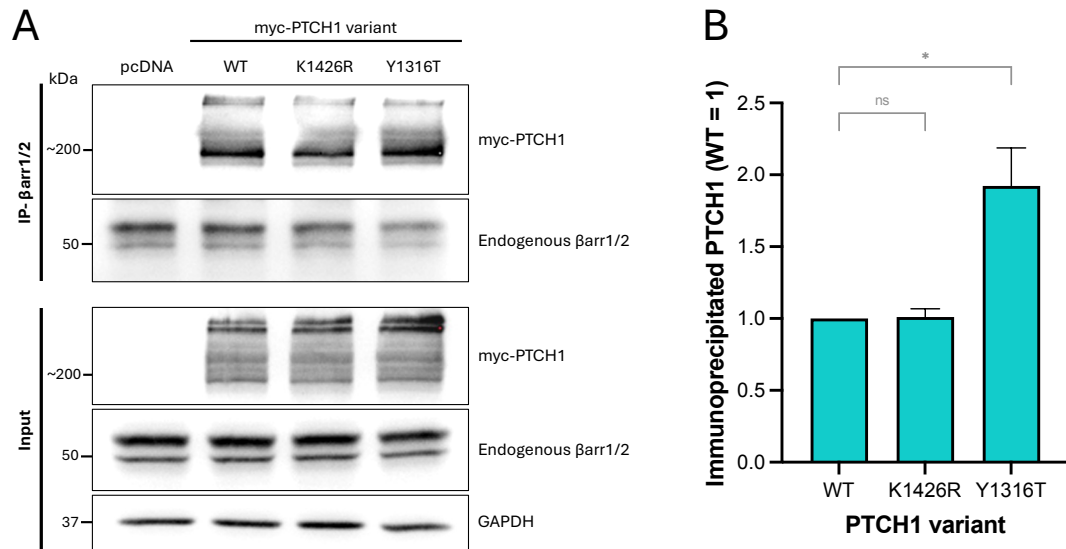 A
myc-PTCH1 variant
kDa
pcDNA
WT
K1426R
Y1316T
IP- βarr1/2
~200
myc-PTCH1
50
Endogenous βarr1/2
Input
~200
myc-PTCH1
50
Endogenous βarr1/2
37
GAPDH
B
*
ns
Immunoprecipitated PTCH1 (WT = 1)
2.5
2.0
1.5
1.0
0.5
0.0
WT
K1426R
Y1316T
PTCH1 variant